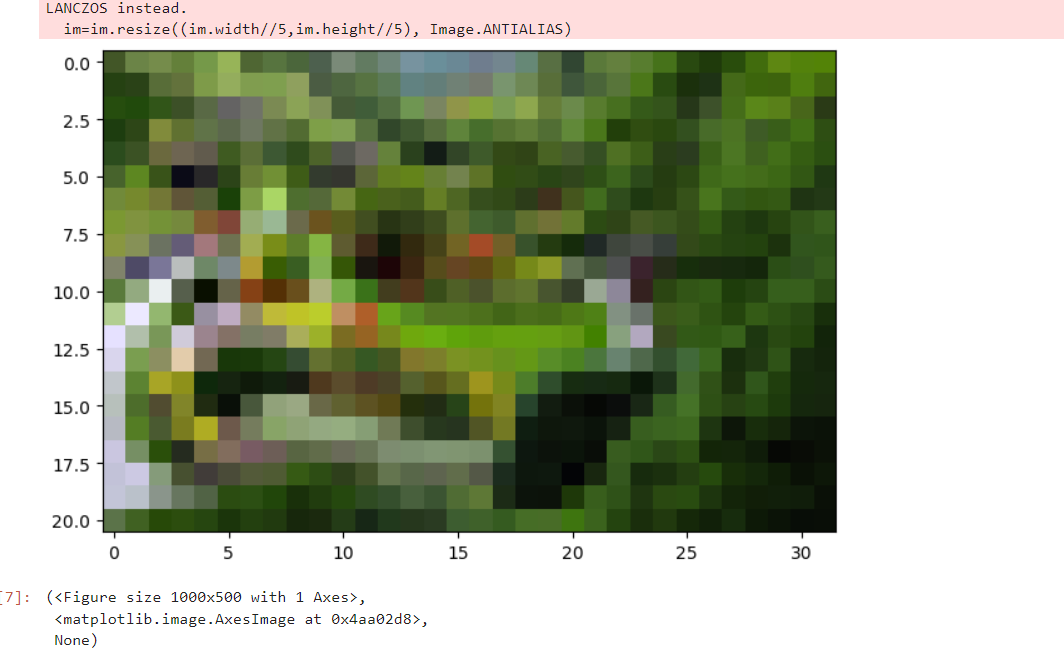 LANCZOS instead.
im=im.resize((im.width//5,im.height//5), Image.ANTIALIAS)
0.0
2.5
5.0
7.5
10.0
12.5
15.0
17.5
20.0
0 5 10 15 20 25 30
[7]: (<Figure size 1000x500 with 1 Axes>,
<matplotlib.image.AxesImage at 0x4aa02d8>,
None)